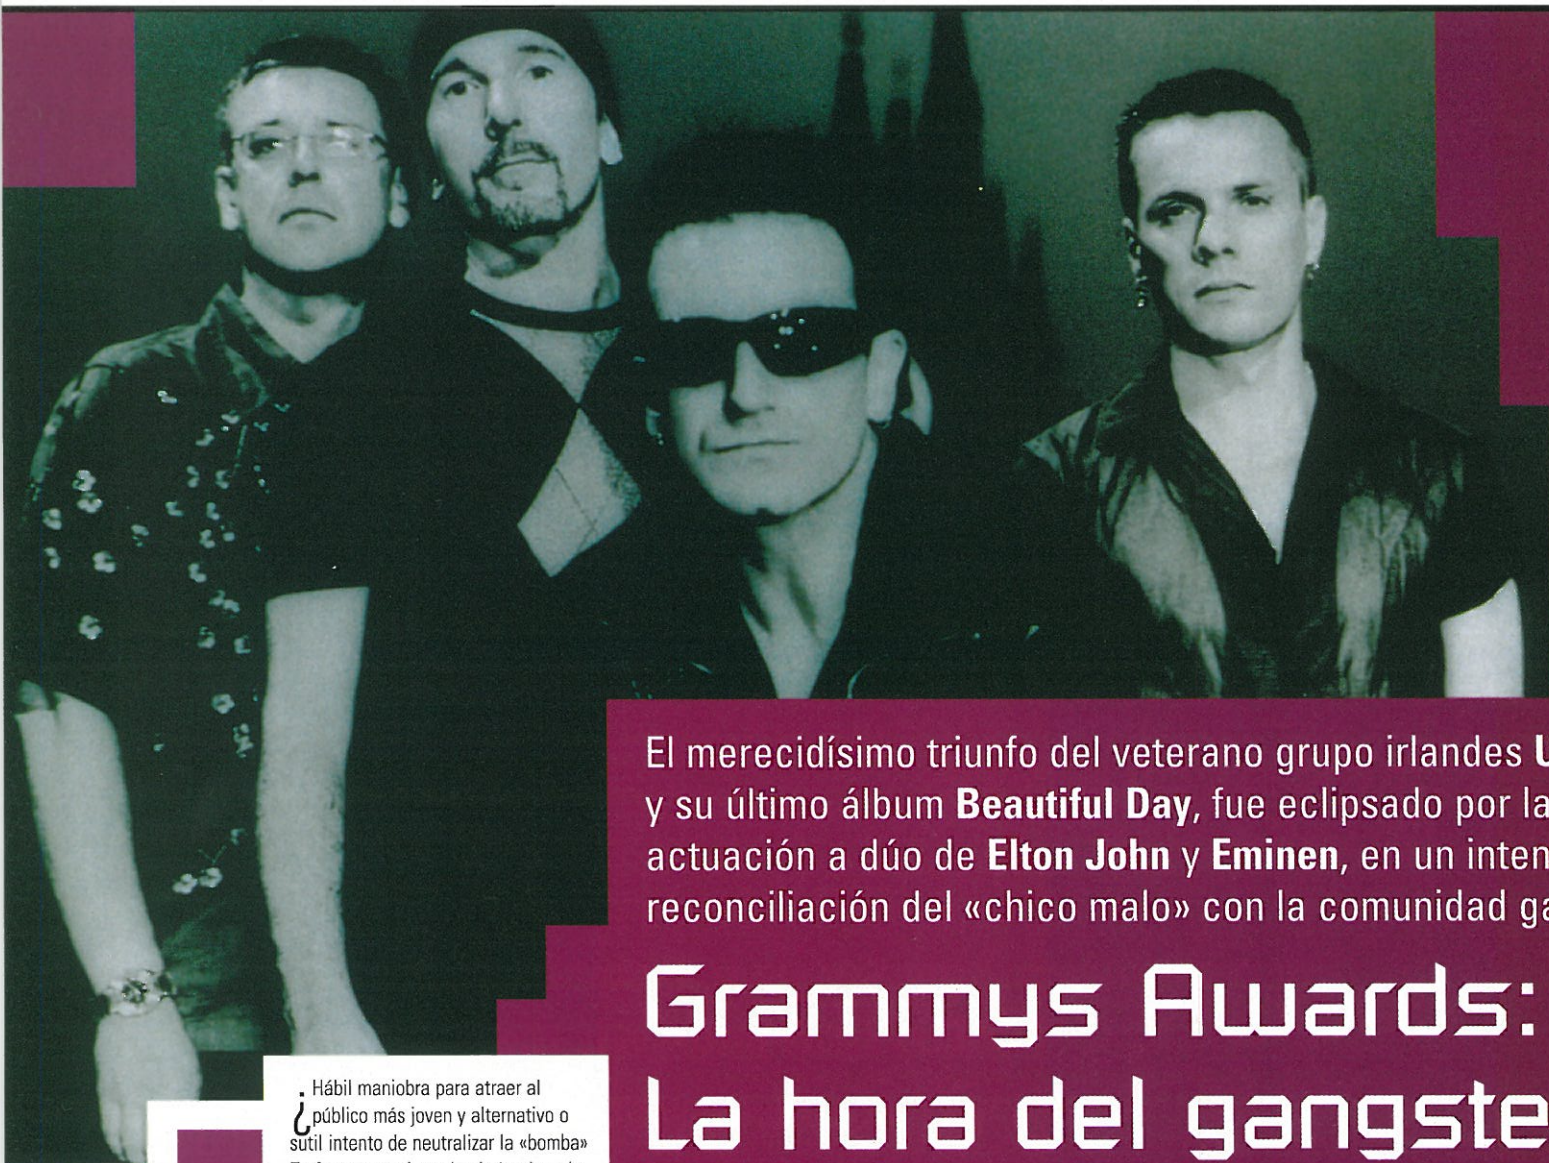 El merecidísimo triunfo del veterano grupo irlandes
y su último álbum Beautiful Day, fue eclipsado por la
actuación a dúo de Elton John y Eminen, en un inten
reconciliación del «chico malo» con la comunidad ga
Grammys Awards:
La hora del gangste
¿Hábil maniobra para atraer al
público más joven y alternativo o
sutil intento de neutralizar la «bomba»